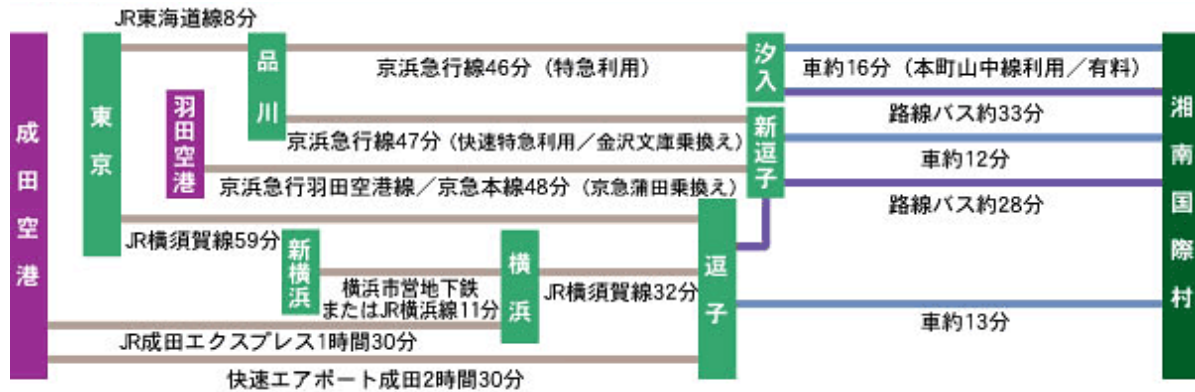 JR東海道線8分
成田空港
東京
品川
羽田空港
京浜急行線46分（特急利用）
汐入
車約16分（本町山中線利用／有料）
路線バス約33分
湘南国際村
京浜急行線47分（快速特急利用／金沢文庫乗換え）
新逗子
車約12分
京浜急行羽田空港線／京急本線48分（京急蒲田乗換え）
路線バス約28分
JR横須賀線59分
新横浜
横浜市営地下鉄
またはJR横浜線11分
横浜
JR横須賀線32分
逗子
車約13分
JR成田エクスプレス1時間30分
快速エアポート成田2時間30分